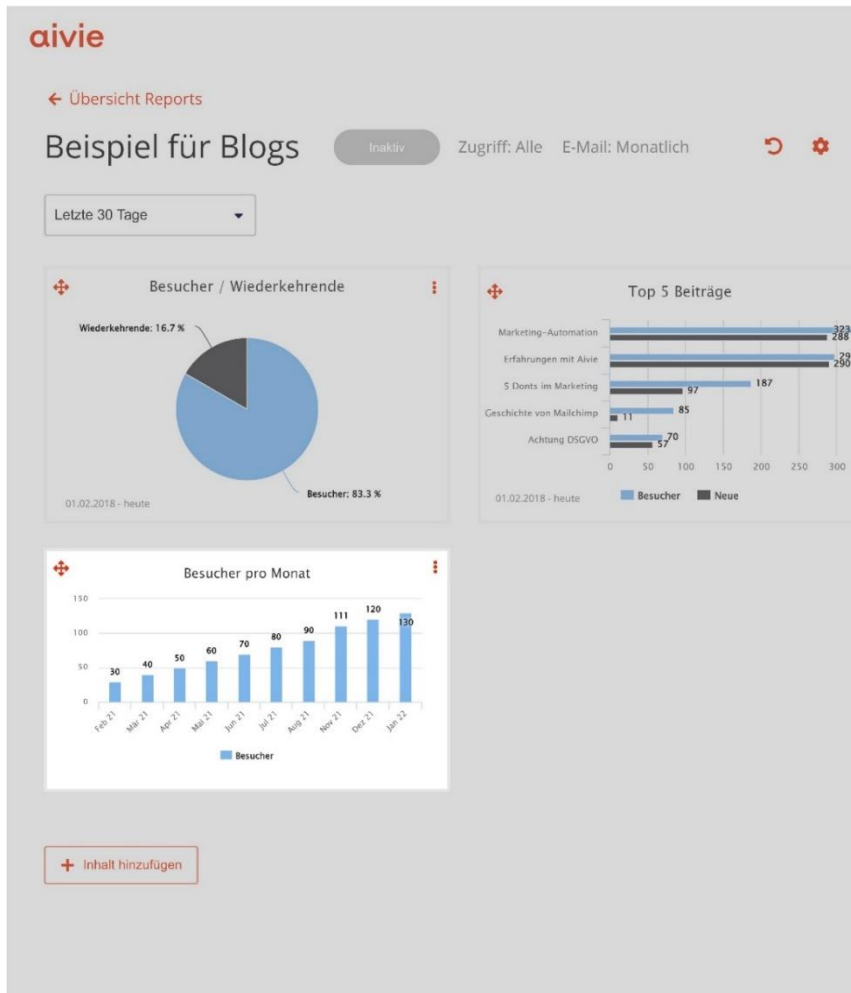 aivie
← Übersicht Reports
Beispiel für Blogs
Inaktiv
Zugriff: Alle
E-Mail: Monatlich
Letzte 30 Tage
Besucher / Wiederkehrende
Wiederkehrende: 16.7 %
Besucher: 83.3 %
01.02.2018 - heute
Top 5 Beiträge
Marketing-Automation 323 288
Erfahrungen mit Aivie 290
5 Donts im Marketing 187 97
Geschichte von Mailchimp 85 11
Achtung DSGVO 70 57
0 50 100 150 200 250 300
01.02.2018 - heute
Besucher Neue
Besucher pro Monat
150
100
50
0
30 40 50 60 70 80 90 111 120 130
Feb 21 Mär 21 Apr 21 Mai 21 Jun 21 Jul 21 Aug 21 Nov 21 Dez 21 Jan 22
Besucher
+ Inhalt hinzufügen